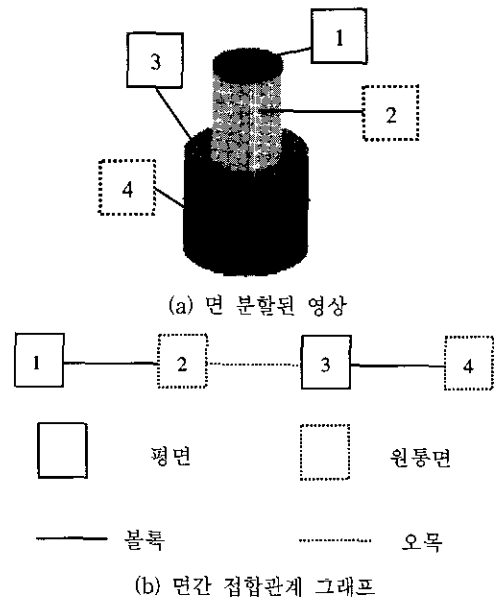 1
3
2
4
(a) 면 분할된 영상
1 2 3 4
평면 원통면
볼록 오목
(b) 면간 접합관계 그래프